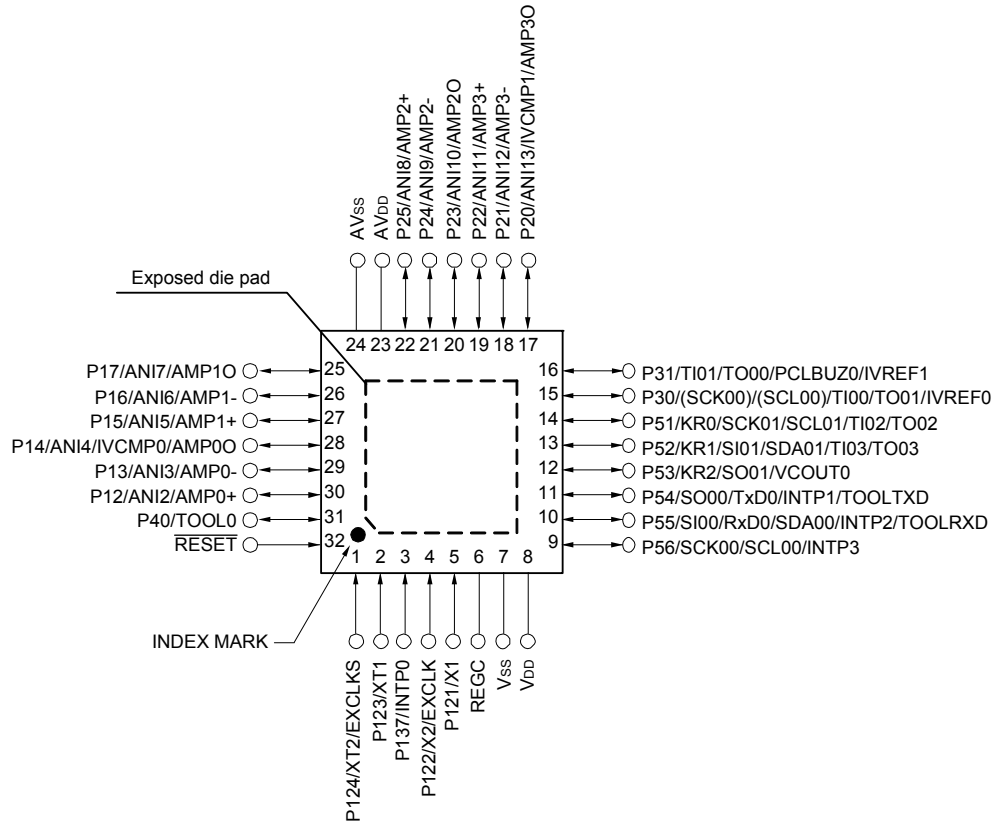 AVss
AVDD
P25/ANI8/AMP2+
P24/ANI9/AMP2-
P23/ANI10/AMP2O
P22/ANI11/AMP3+
P21/ANI12/AMP3-
P20/ANI13/IVCMP1/AMP3O
Exposed die pad
24 23 22 21 20 19 18 17
P17/ANI7/AMP1O 25
P16/ANI6/AMP1- 26
P15/ANI5/AMP1+ 27
P14/ANI4/IVCMP0/AMP0O 28
P13/ANI3/AMP0- 29
P12/ANI2/AMP0+ 30
P40/TOOL0 31
RESET 32
16 P31/TI01/TO00/PCLBUZ0/IVREF1
15 P30/(SCK00)/(SCL00)/TI00/TO01/IVREF0
14 P51/KR0/SCK01/SCL01/TI02/TO02
13 P52/KR1/SI01/SDA01/TI03/TO03
12 P53/KR2/SO01/VCOUT0
11 P54/SO00/TxD0/INTP1/TOOLTXD
10 P55/SI00/RxD0/SDA00/INTP2/TOOLRXD
9 P56/SCK00/SCL00/INTP3
1 2 3 4 5 6 7 8
INDEX MARK
P124/XT2/EXCLKS
P123/XT1
P137/INTP0
P122/X2/EXCLK
P121/X1
REGC
Vss
VDD